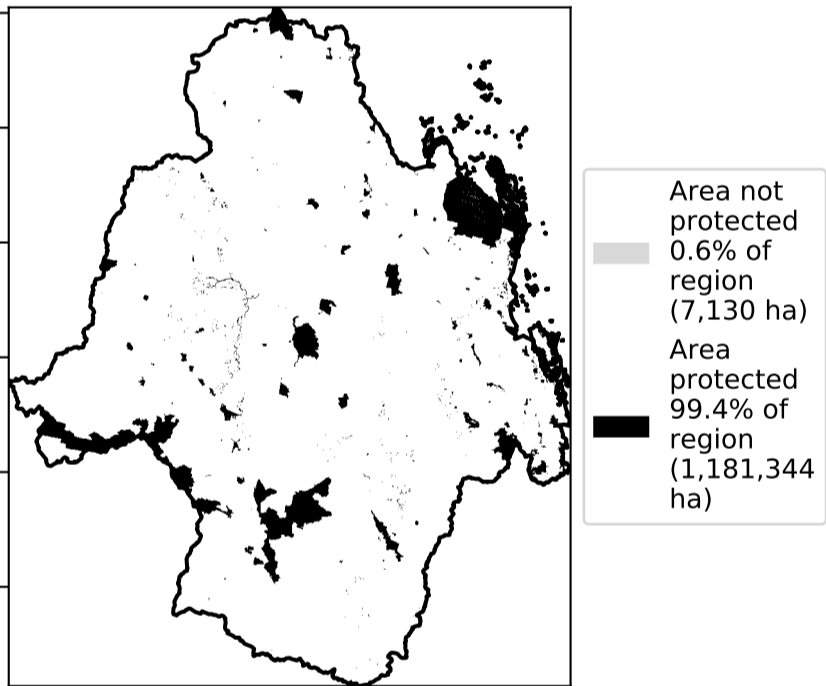 Area not
protected
0.6% of
region
(7,130 ha)
Area
protected
99.4% of
region
(1,181,344
ha)